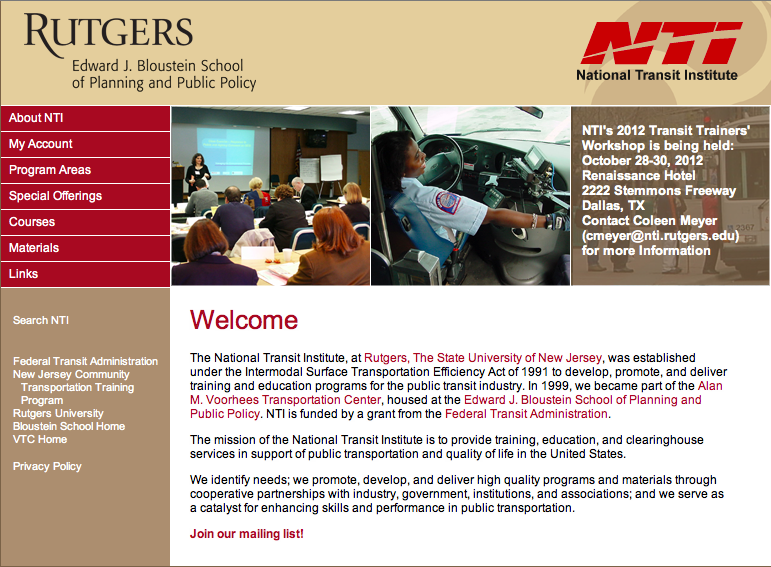 RUTGERS
Edward J. Bloustein School
of Planning and Public Policy
NTI
National Transit Institute
About NTI
My Account
Program Areas
Special Offerings
Courses
Materials
Links
NTI's 2012 Transit Trainers'
Workshop is being held:
October 28-30, 2012
Renaissance Hotel
2222 Stemmons Freeway
Dallas, TX
Contact Coleen Meyer
(cmeyer@nti.rutgers.edu)
for more Information
Search NTI
Federal Transit Administration
New Jersey Community
Transportation Training
Program
Rutgers University
Bloustein School Home
VTC Home
Privacy Policy
Welcome
The National Transit Institute, at Rutgers, The State University of New Jersey, was established
under the Intermodal Surface Transportation Efficiency Act of 1991 to develop, promote, and deliver
training and education programs for the public transit industry. In 1999, we became part of the Alan
M. Voorhees Transportation Center, housed at the Edward J. Bloustein School of Planning and
Public Policy. NTI is funded by a grant from the Federal Transit Administration.
The mission of the National Transit Institute is to provide training, education, and clearinghouse
services in support of public transportation and quality of life in the United States.
We identify needs; we promote, develop, and deliver high quality programs and materials through
cooperative partnerships with industry, government, institutions, and associations; and we serve as
a catalyst for enhancing skills and performance in public transportation.
Join our mailing list!